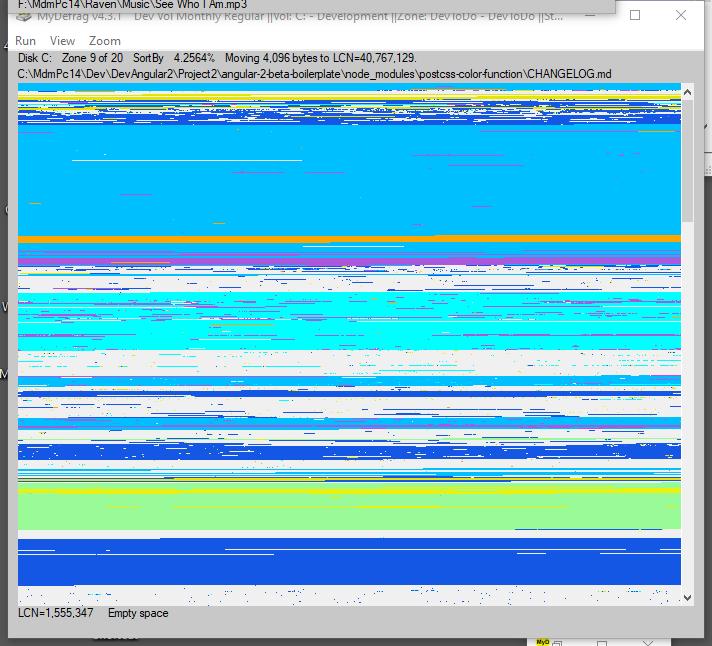 F:\MdmPc14\Raven\Music\See Who I Am.mp3
MyDefrag v4.3.1 Dev Vol Monthly Regular ||Vol: C: - Development ||Zone: DevToDo - DevToDo ||St...
Run View Zoom
Disk C: Zone 9 of 20 SortBy 4.2564% Moving 4,096 bytes to LCN=40,767,129.
C:\MdmPc14\Dev\DevAngular2\Project2\angular-2-beta-boilerplate\node_modules\postcss-color-function\CHANGELOG.md
LCN=1,555,347 Empty space
MyD